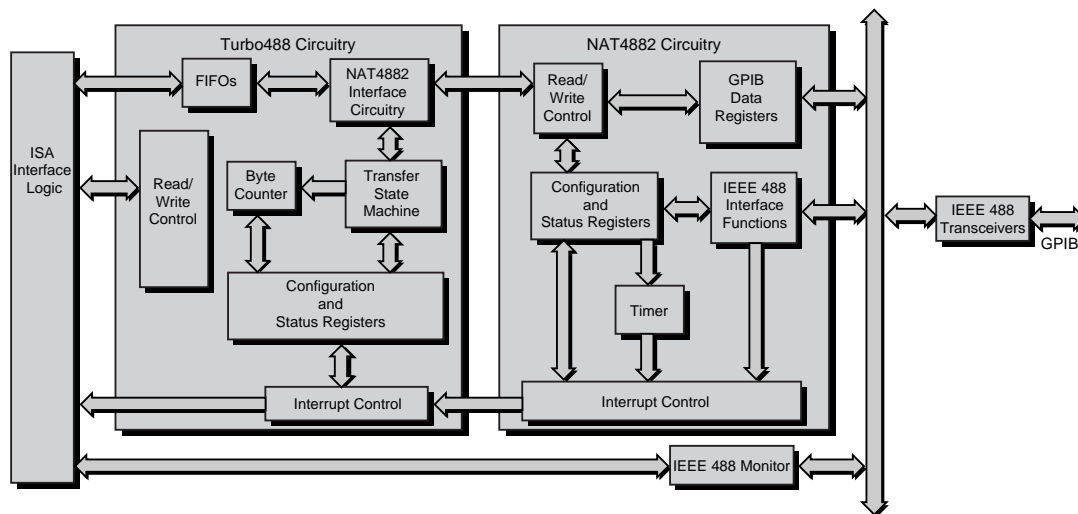 Turbo488 Circuitry
NAT4882 Circuitry
ISA
Interface
Logic
FIFOs
NAT4882
Interface
Circuitry
Read/
Write
Control
Byte
Counter
Transfer
State
Machine
Configuration
and
Status Registers
Interrupt Control
Read/
Write
Control
GPIB
Data
Registers
Configuration
and
Status Registers
IEEE 488
Interface
Functions
Timer
Interrupt Control
IEEE 488 Monitor
IEEE 488
Transceivers
GPIB